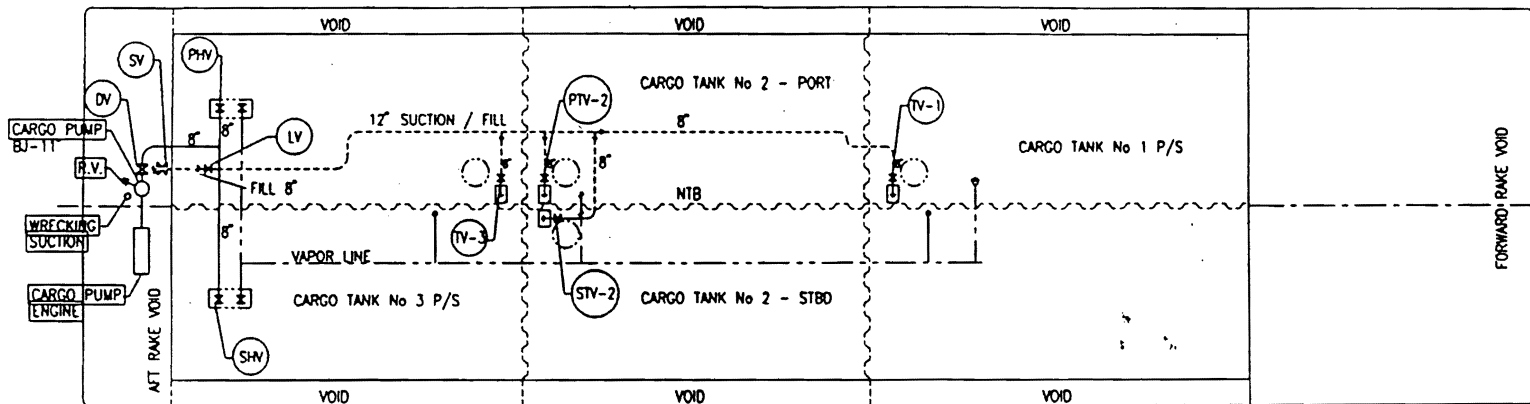 VOID VOID VOID
SV
PHV
DV
CARGO TANK No 2 - PORT
PTV-2
TV-1
CARGO PUMP
BJ-11
12" SUCTION / FILL
8"
8"
8"
LV
8"
8"
8"
CARGO TANK No 1 P/S
R.V.
FILL 8"
NTB
WRECKING
SUCTION
8"
TV-3
VAPOR LINE
CARGO PUMP
ENGINE
CARGO TANK No 3 P/S
STV-2
CARGO TANK No 2 - STBD
AFT RAKE VOID
SHV
FORWARD RAKE VOID
VOID VOID VOID